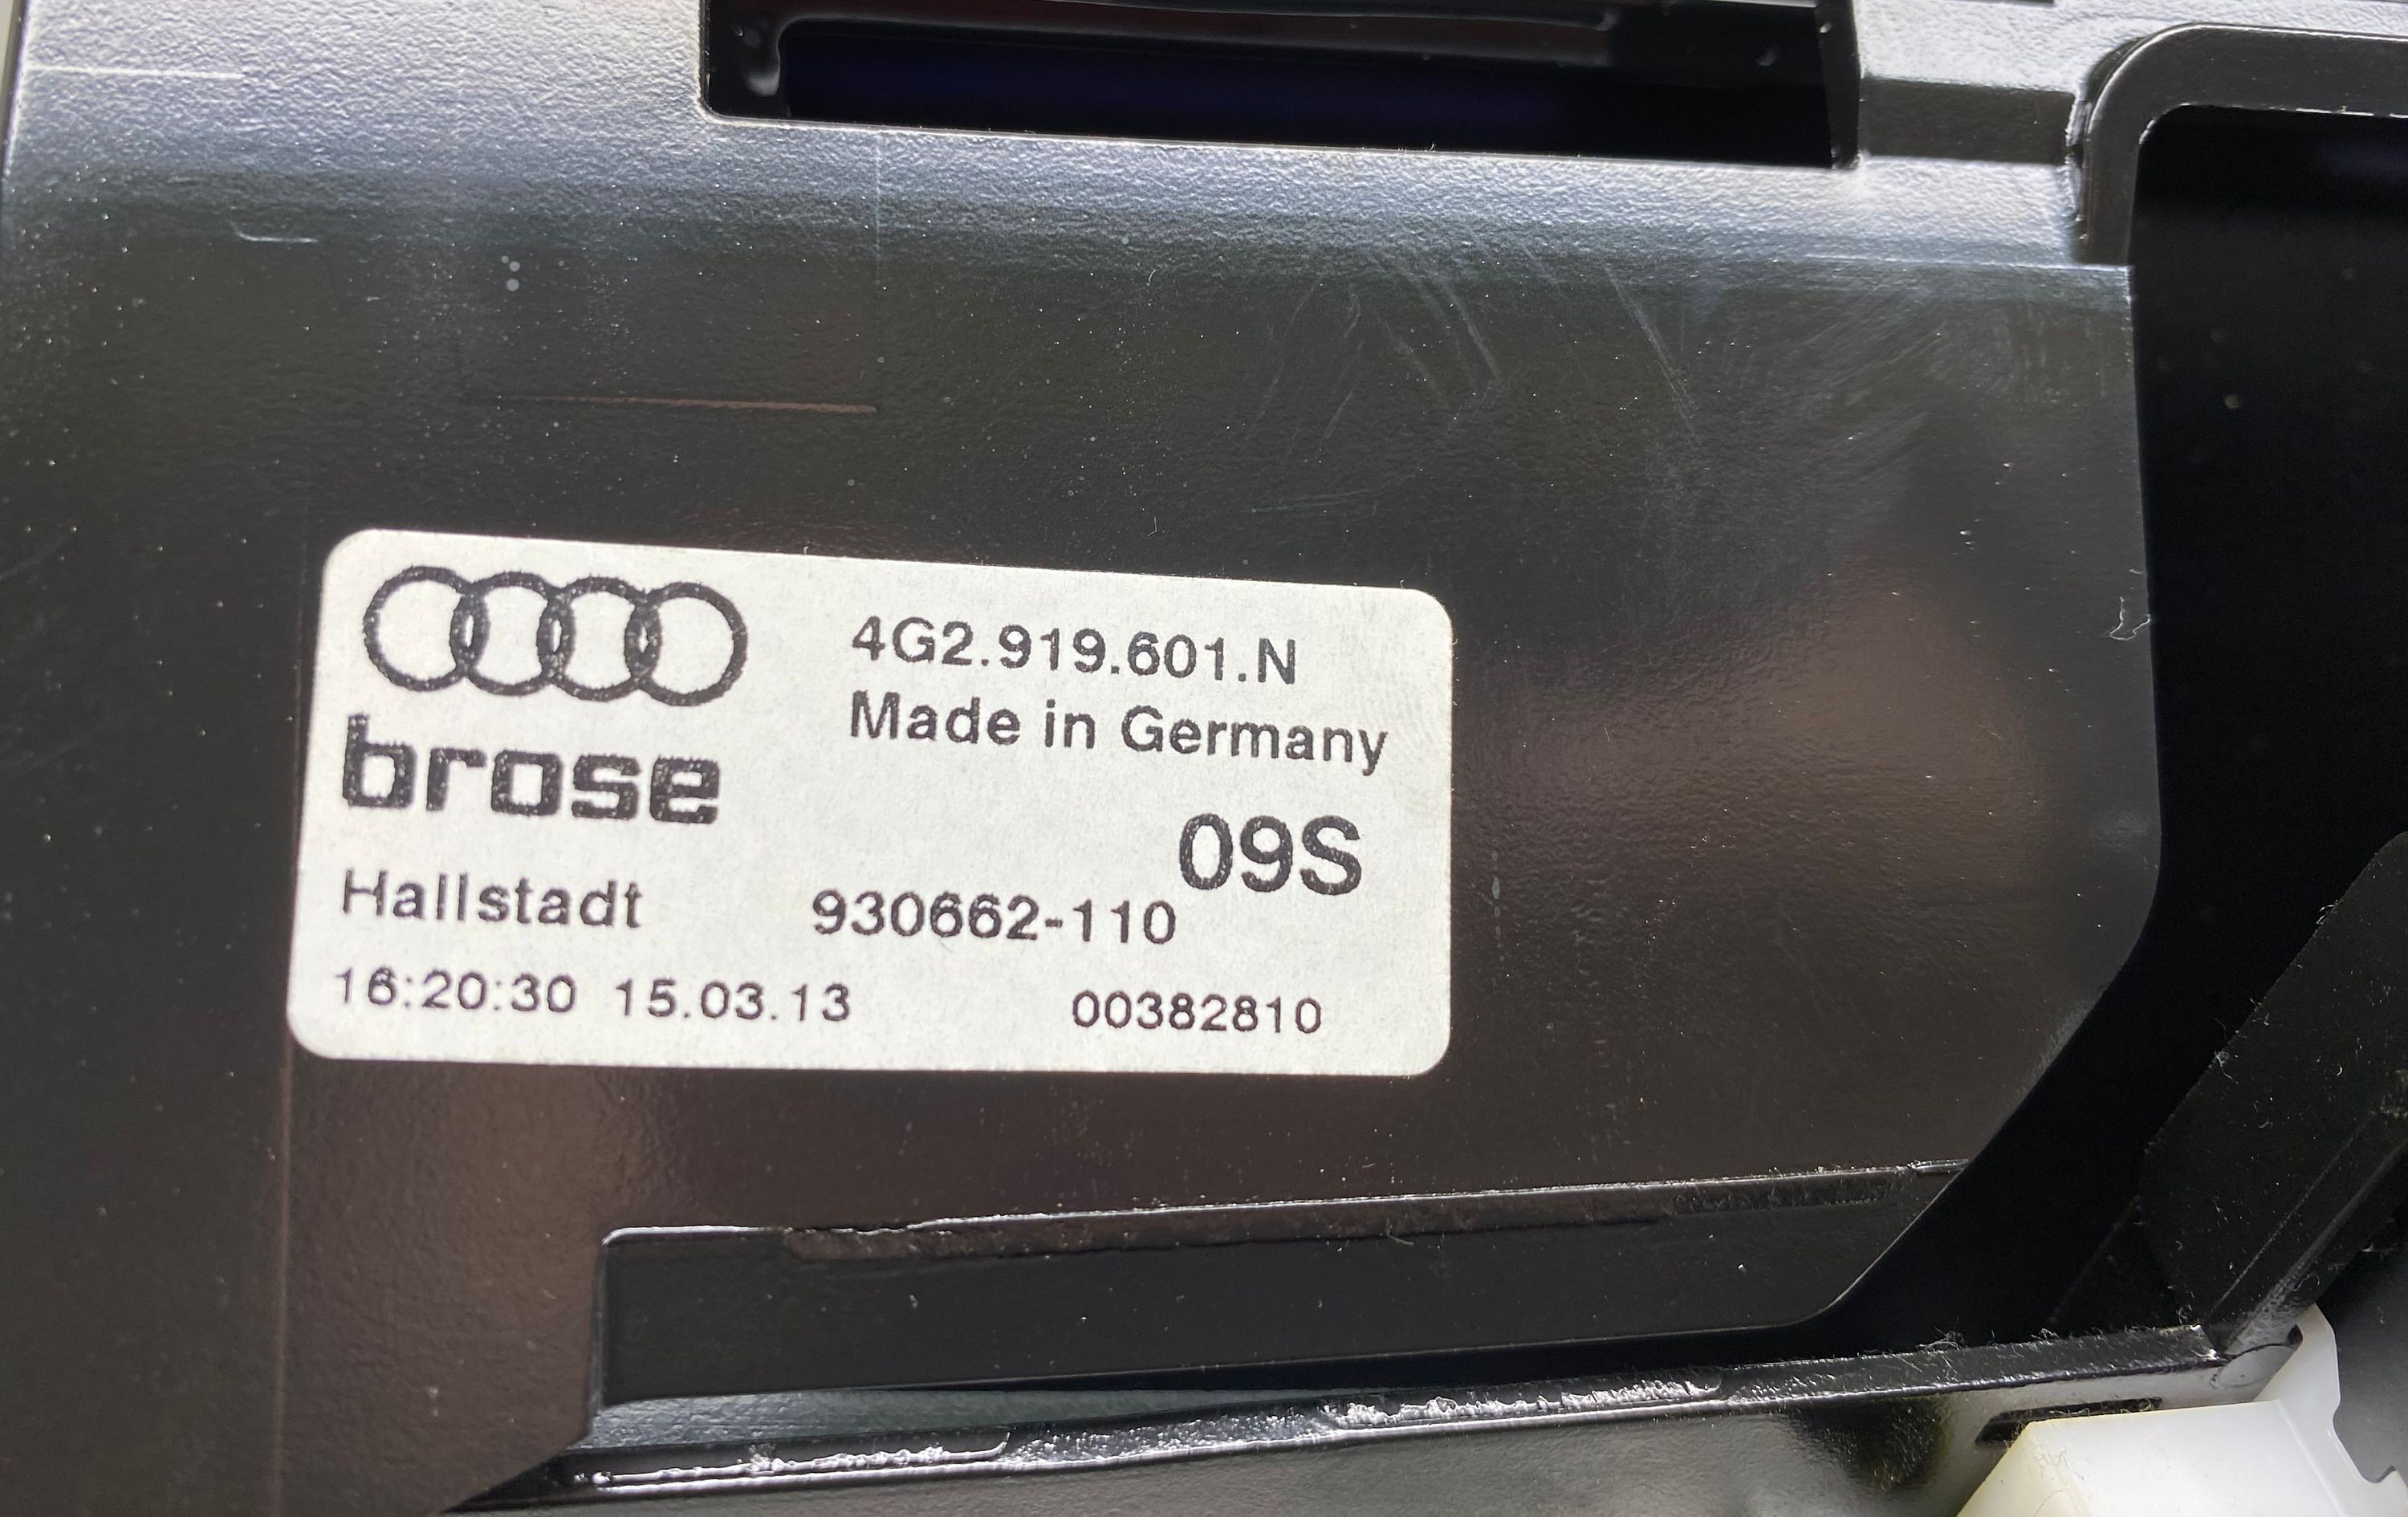 4G2.919.601.N
Made in Germany
brose
09S
Hallstadt 930662-110
16:20:30 15.03.13 00382810